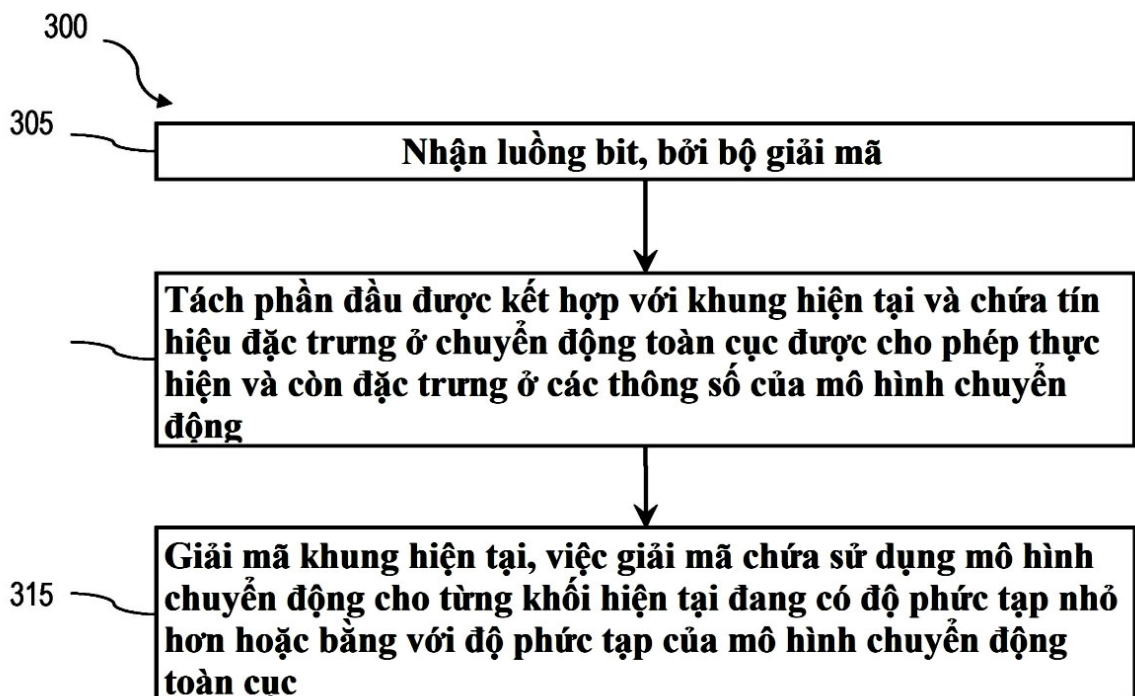 300
305
Nhận luồng bit, bởi bộ giải mã
Tách phần đầu được kết hợp với khung hiện tại và chứa tín
hiệu đặc trưng ở chuyển động toàn cục được cho phép thực
hiện và còn đặc trưng ở các thông số của mô hình chuyển
động
315
Giải mã khung hiện tại, việc giải mã chứa sử dụng mô hình
chuyển động cho từng khối hiện tại đang có độ phức tạp nhỏ
hơn hoặc bằng với độ phức tạp của mô hình chuyển động
toàn cục